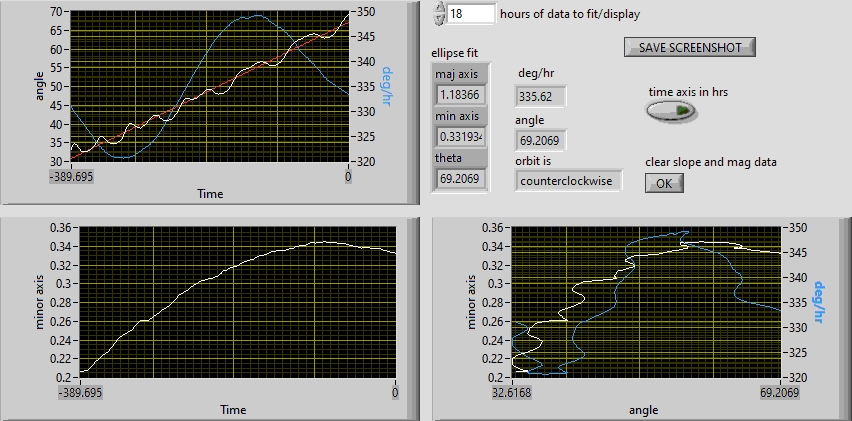 70
65
60
55
50
45
40
35
30
angle
350
345
340
335
330
325
320
deg/hr
-389.695
0
Time
18 hours of data to fit/display
SAVE SCREENSHOT
ellipse fit
maj axis
1.18366
min axis
0.331934
theta
69.2069
deg/hr
335.62
angle
69.2069
orbit is
counterclockwise
time axis in hrs
clear slope and mag data
OK
0.36
0.34
0.32
0.3
0.28
0.26
0.24
0.22
0.2
minor axis
-389.695
0
Time
0.36
0.34
0.32
0.3
0.28
0.26
0.24
0.22
0.2
minor axis
350
345
340
335
330
325
320
deg/hr
32.6168
69.2069
angle